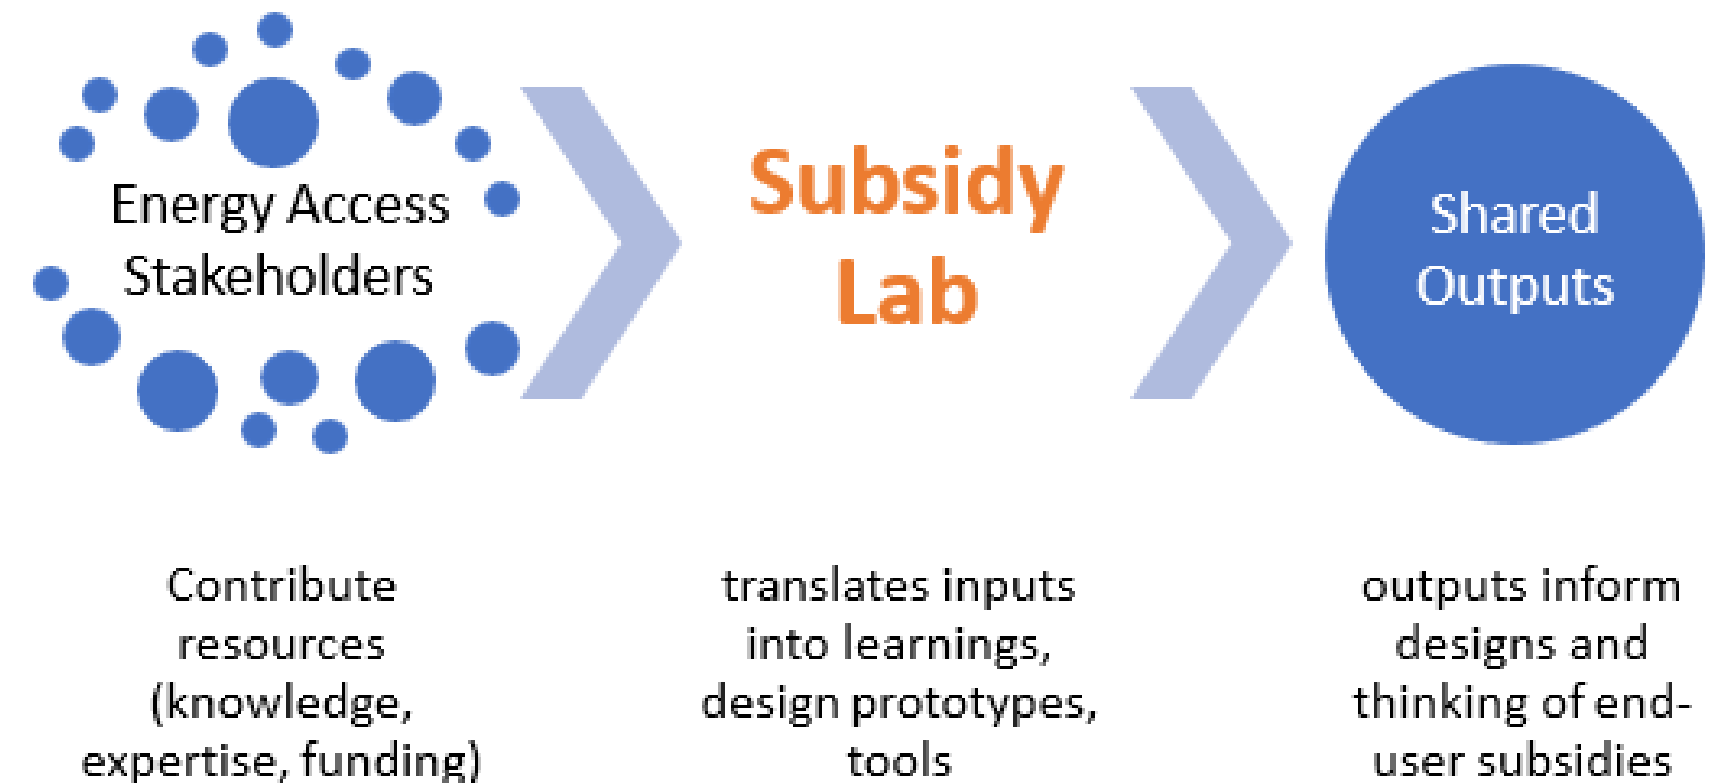 Energy Access
Stakeholders
Subsidy
Lab
Shared
Outputs
Contribute
resources
(knowledge,
expertise, funding)
translates inputs
into learnings,
design prototypes,
tools
outputs inform
designs and
thinking of end-
user subsidies